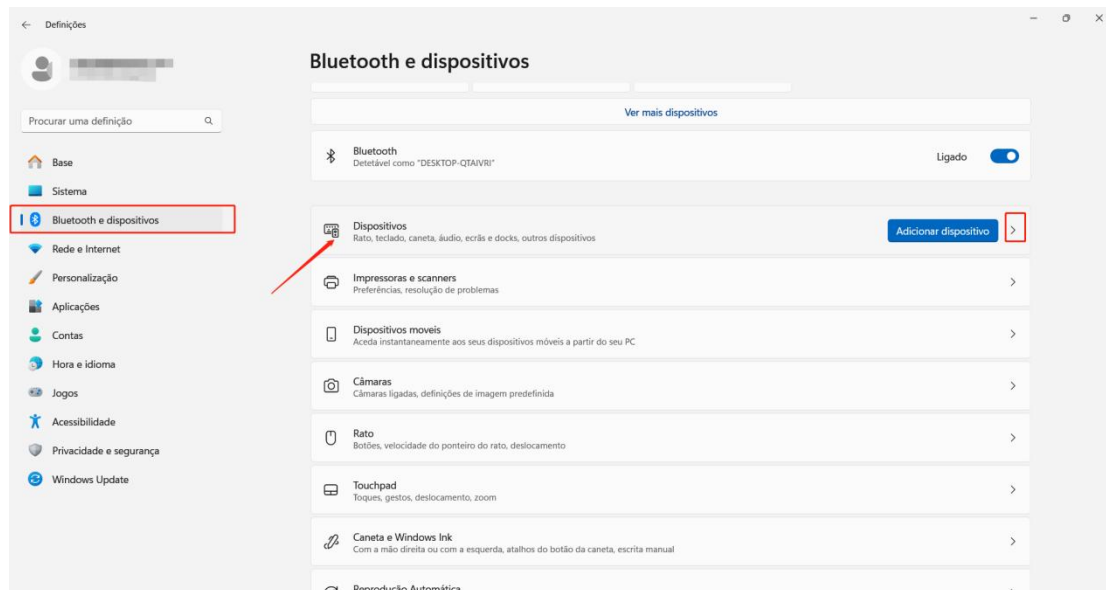 Definições
Procurar uma definição
Base
Sistema
Bluetooth e dispositivos
Rede e Internet
Personalização
Aplicações
Contas
Hora e idioma
Jogos
Acessibilidade
Privacidade e segurança
Windows Update
Bluetooth e dispositivos
Ver mais dispositivos
Bluetooth
Detetável como "DESKTOP-QTAIVRI"
Ligado
Dispositivos
Rato, teclado, caneta, áudio, ecrãs e docks, outros dispositivos
Adicionar dispositivo
Impressoras e scanners
Preferências, resolução de problemas
Dispositivos moveis
Aceda instantaneamente aos seus dispositivos móveis a partir do seu PC
Câmaras
Câmaras ligadas, definições de imagem predefinida
Rato
Botões, velocidade do ponteiro do rato, deslocamento
Touchpad
Toques, gestos, deslocamento, zoom
Caneta e Windows Ink
Com a mão direita ou com a esquerda, atalhos do botão da caneta, escrita manual
Reprodução Automática